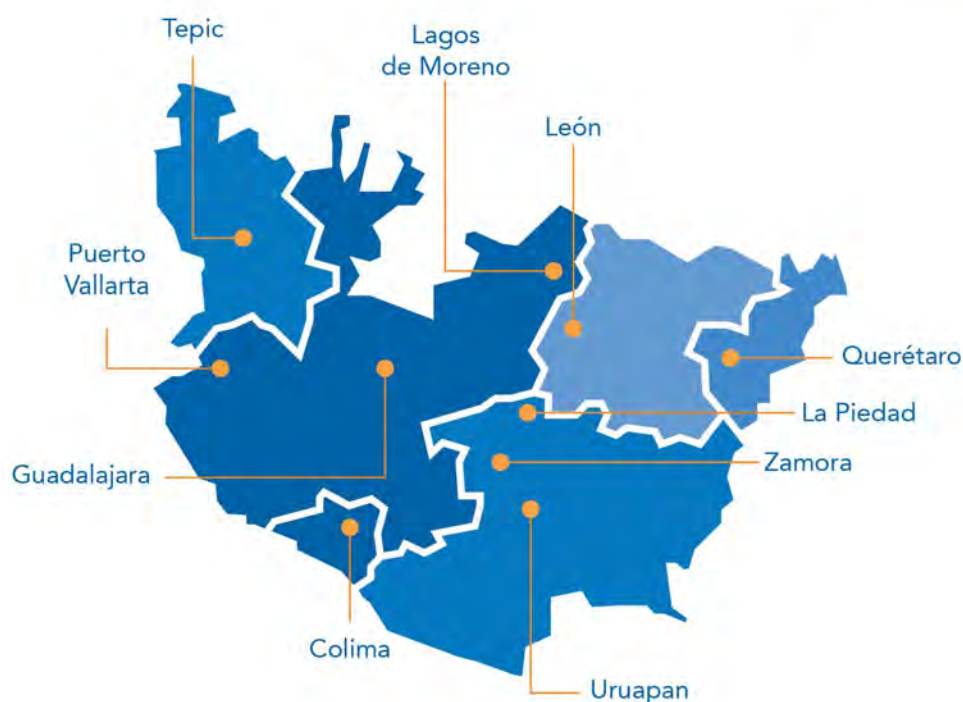 Tepic
Lagos
de Moreno
León
Puerto
Vallarta
Querétaro
La Piedad
Zamora
Guadalajara
Colima
Uruapan